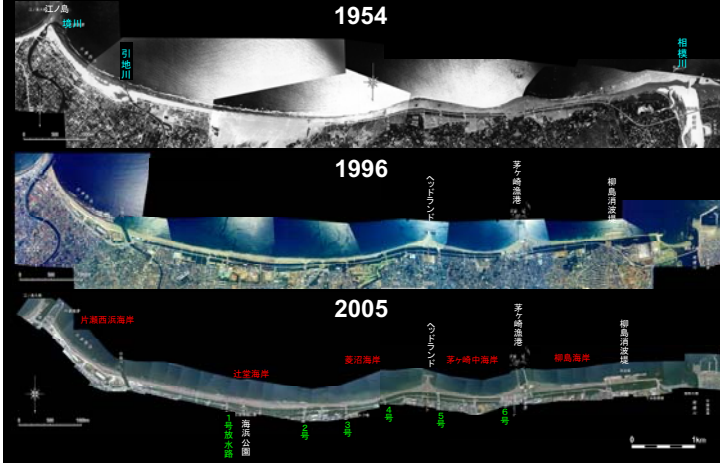 1954
江ノ島
境川
引地川
相模川
1996
ヘッドランド
茅ヶ崎漁港
柳島消波堤
2005
片瀬西浜海岸
辻堂海岸
菱沼海岸
ヘッドランド
茅ヶ崎中海岸
茅ヶ崎漁港
柳島海岸
柳島消波堤
1号放水路
海浜公園
2号
3号
4号
5号
6号
0
1km